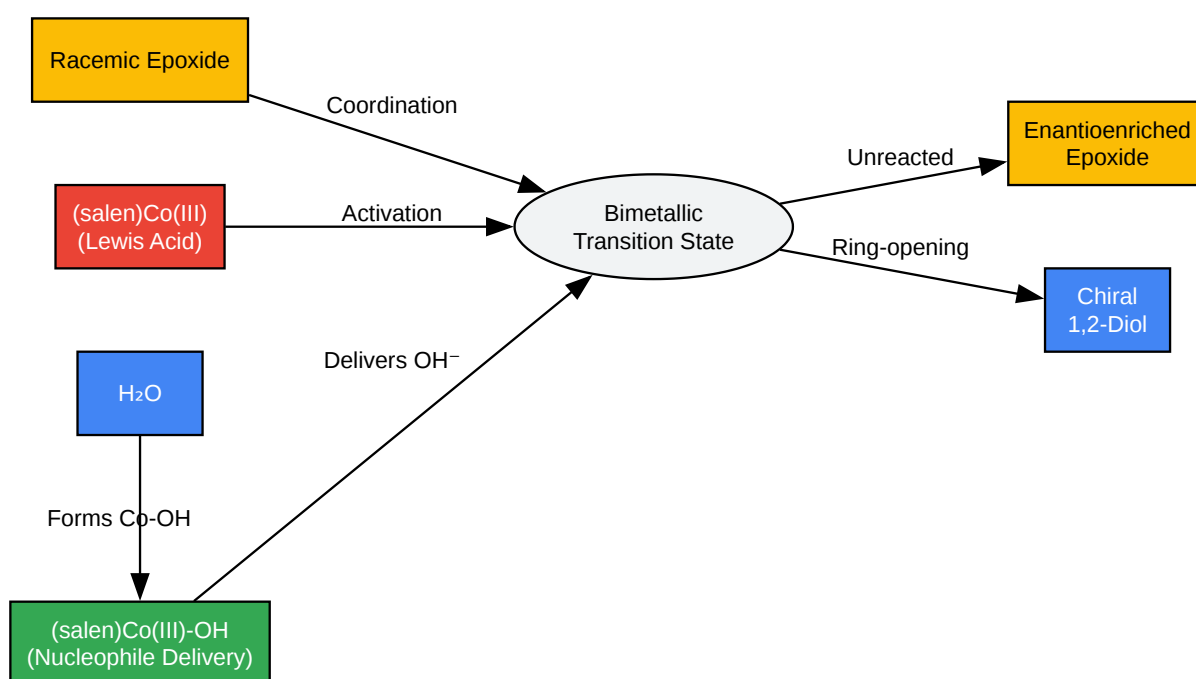 Racemic Epoxide
Coordination
Enantioenriched
Epoxide
Unreacted
(salen)Co(III)
(Lewis Acid)
Activation
Bimetallic
Transition State
Ring-opening
Chiral
1,2-Diol
Delivers OH⁻
H₂O
Forms Co-OH
(salen)Co(III)-OH
(Nucleophile Delivery)